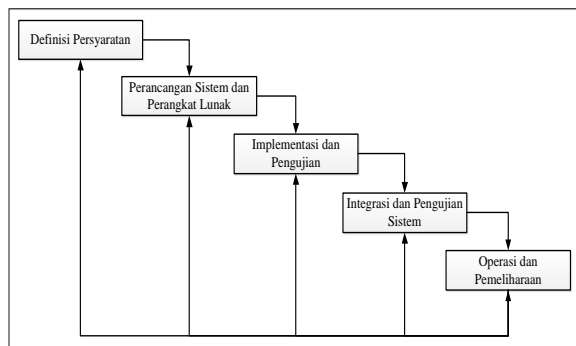 Definisi Persyaratan
Perancangan Sistem dan
Perangkat Lunak
Implementasi dan
Pengujian
Integrasi dan Pengujian
Sistem
Operasi dan
Pemeliharaan